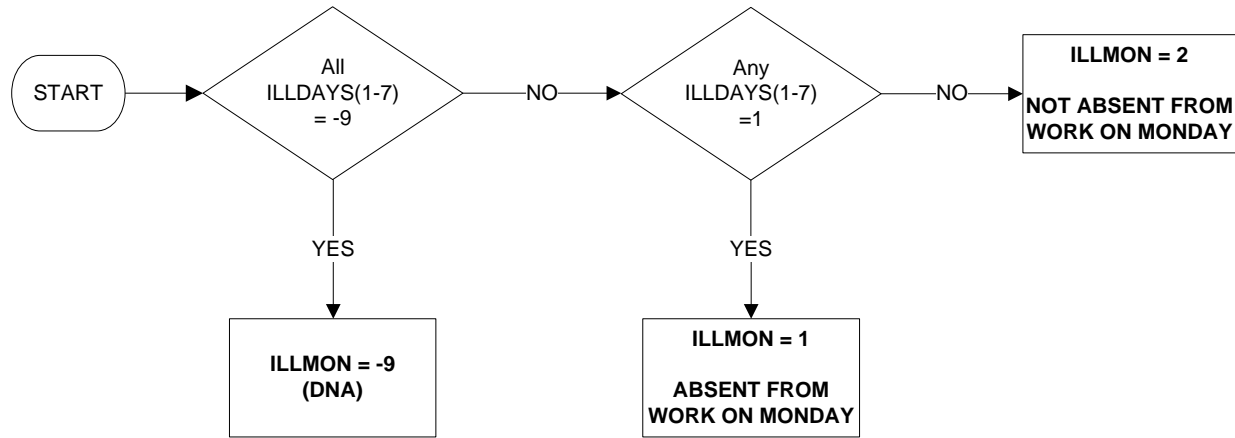 START
All
ILLDAYS(1-7)
= -9
NO
Any
ILLDAYS(1-7)
=1
NO
ILLMON = 2
NOT ABSENT FROM
WORK ON MONDAY
YES
YES
ILLMON = -9
(DNA)
ILLMON = 1
ABSENT FROM
WORK ON MONDAY